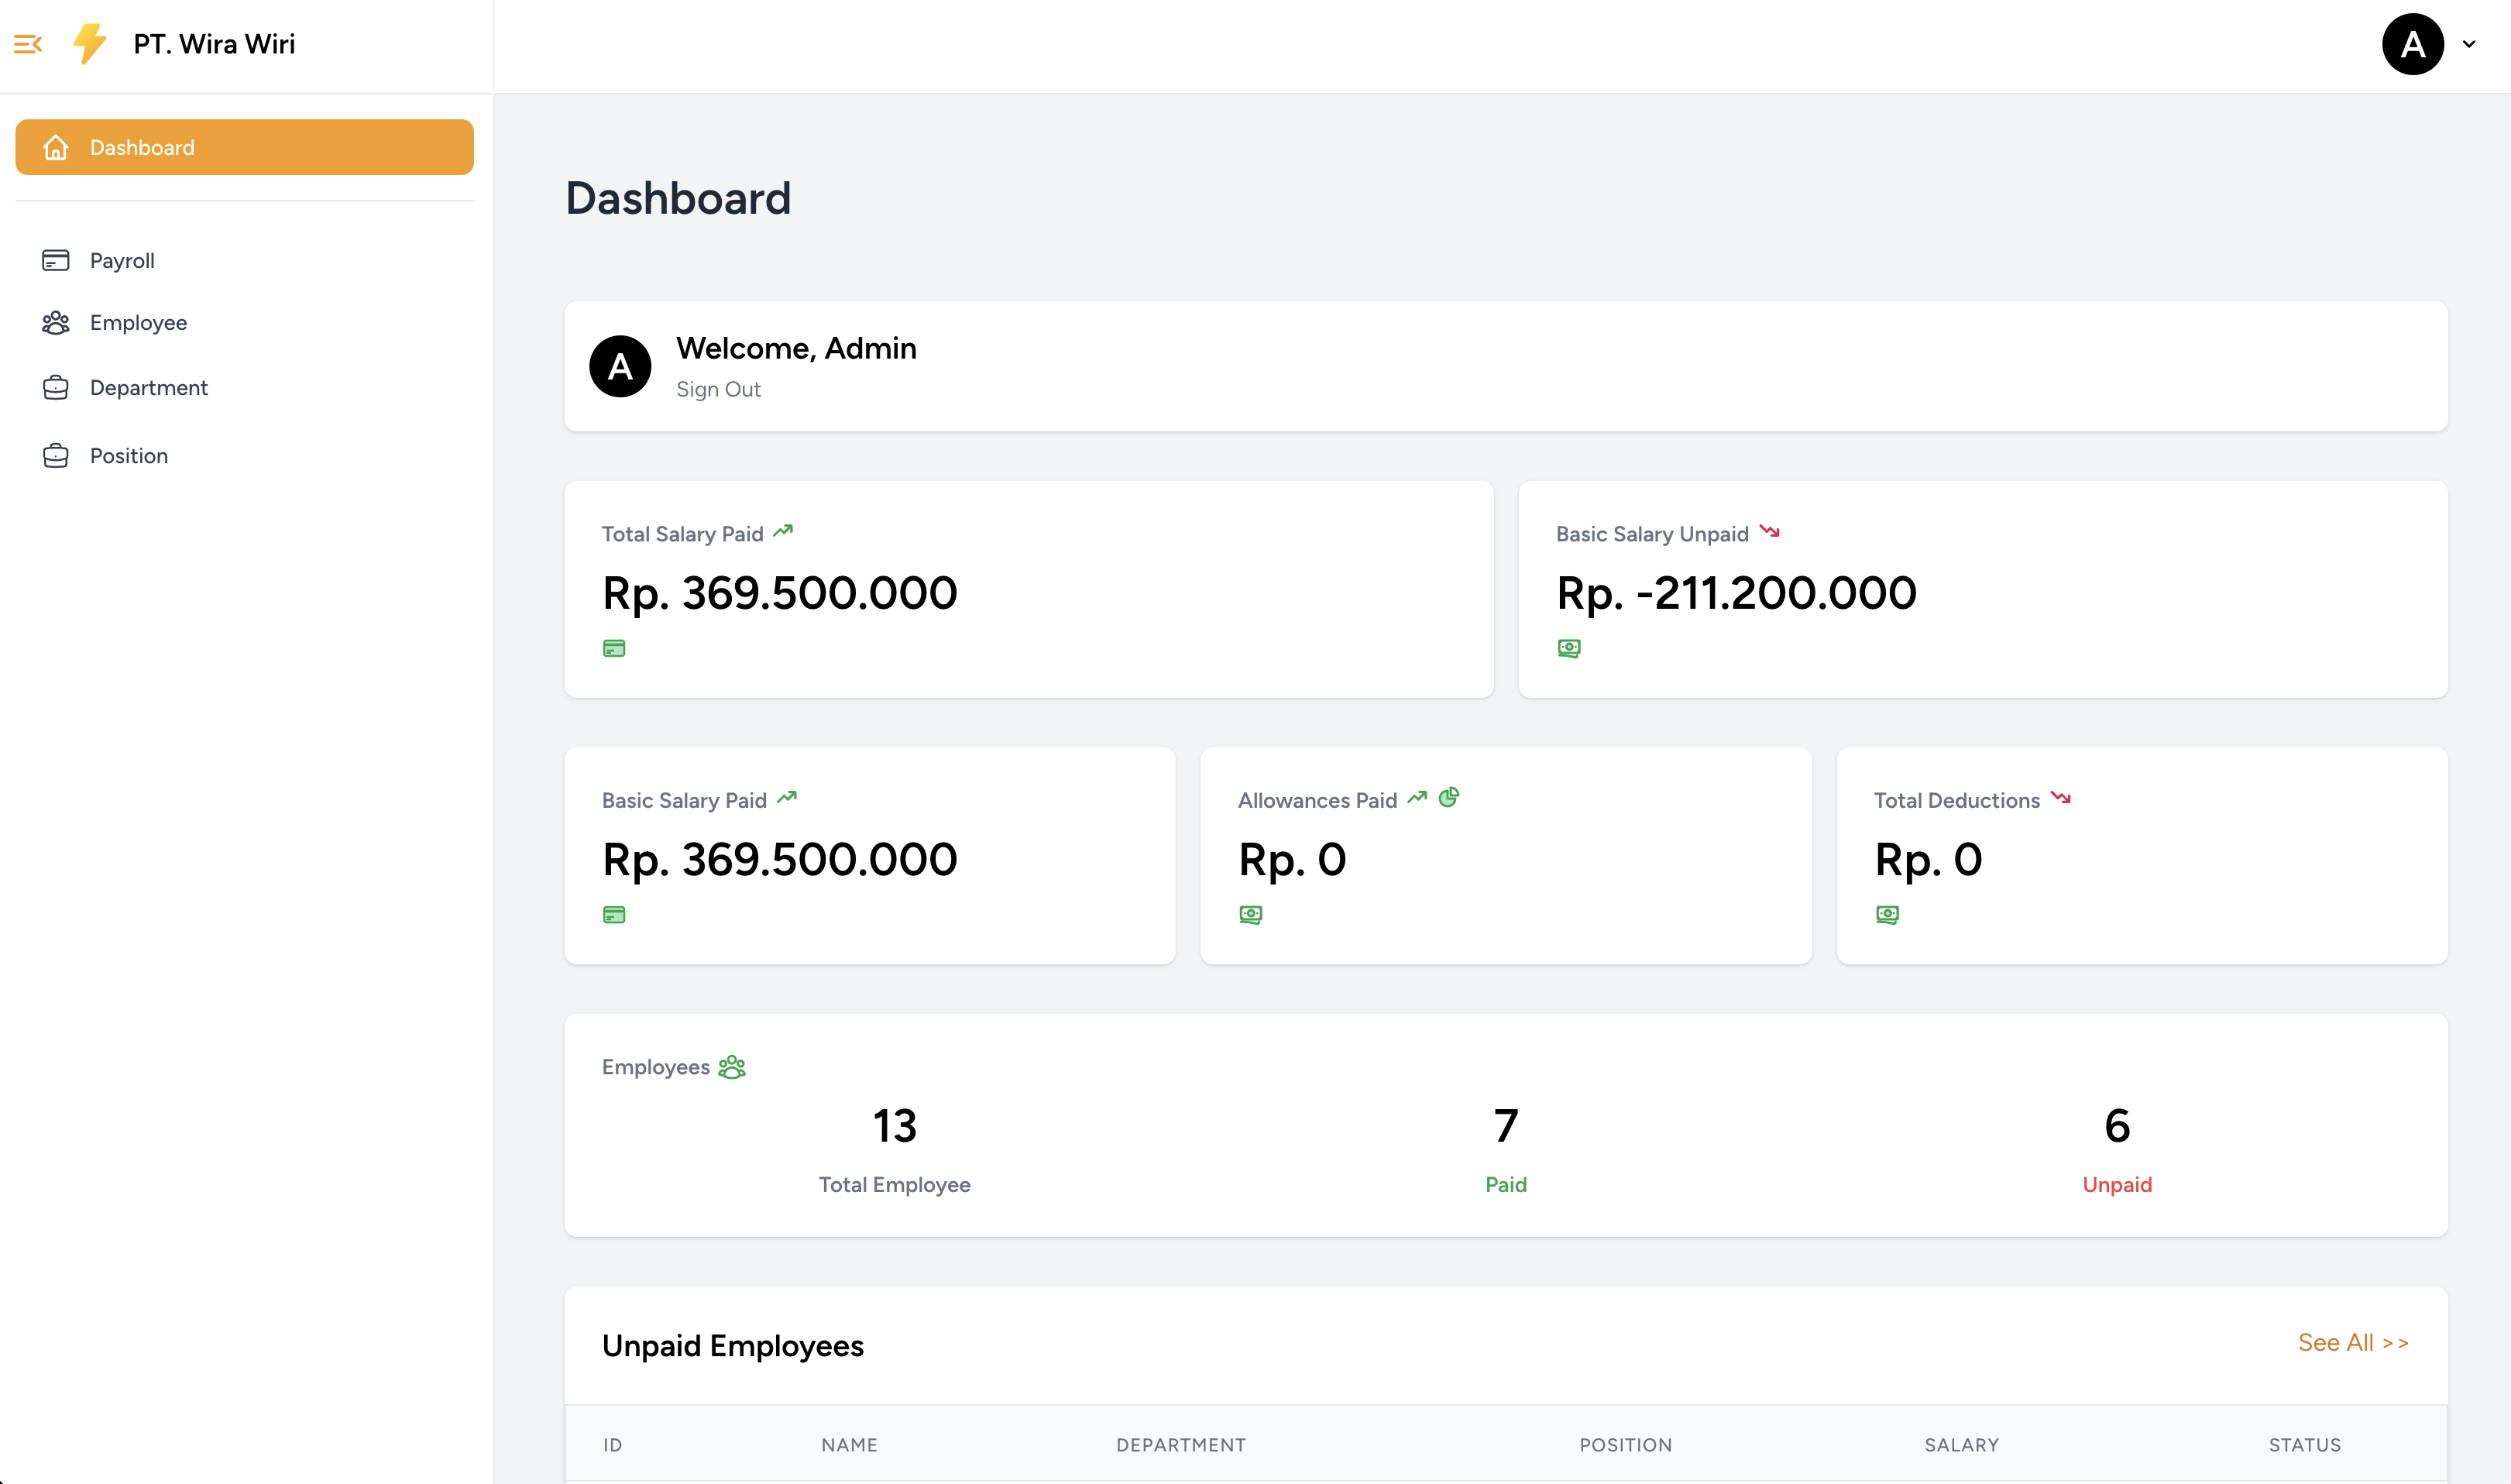 PT. Wira Wiri
A
Dashboard
Payroll
Employee
Department
Position
Dashboard
A
Welcome, Admin
Sign Out
Total Salary Paid
Rp. 369.500.000
Basic Salary Unpaid
Rp. -211.200.000
Basic Salary Paid
Rp. 369.500.000
Allowances Paid
Rp. 0
Total Deductions
Rp. 0
Employees
13
Total Employee
7
Paid
6
Unpaid
Unpaid Employees
See All >>
ID NAME DEPARTMENT POSITION SALARY STATUS